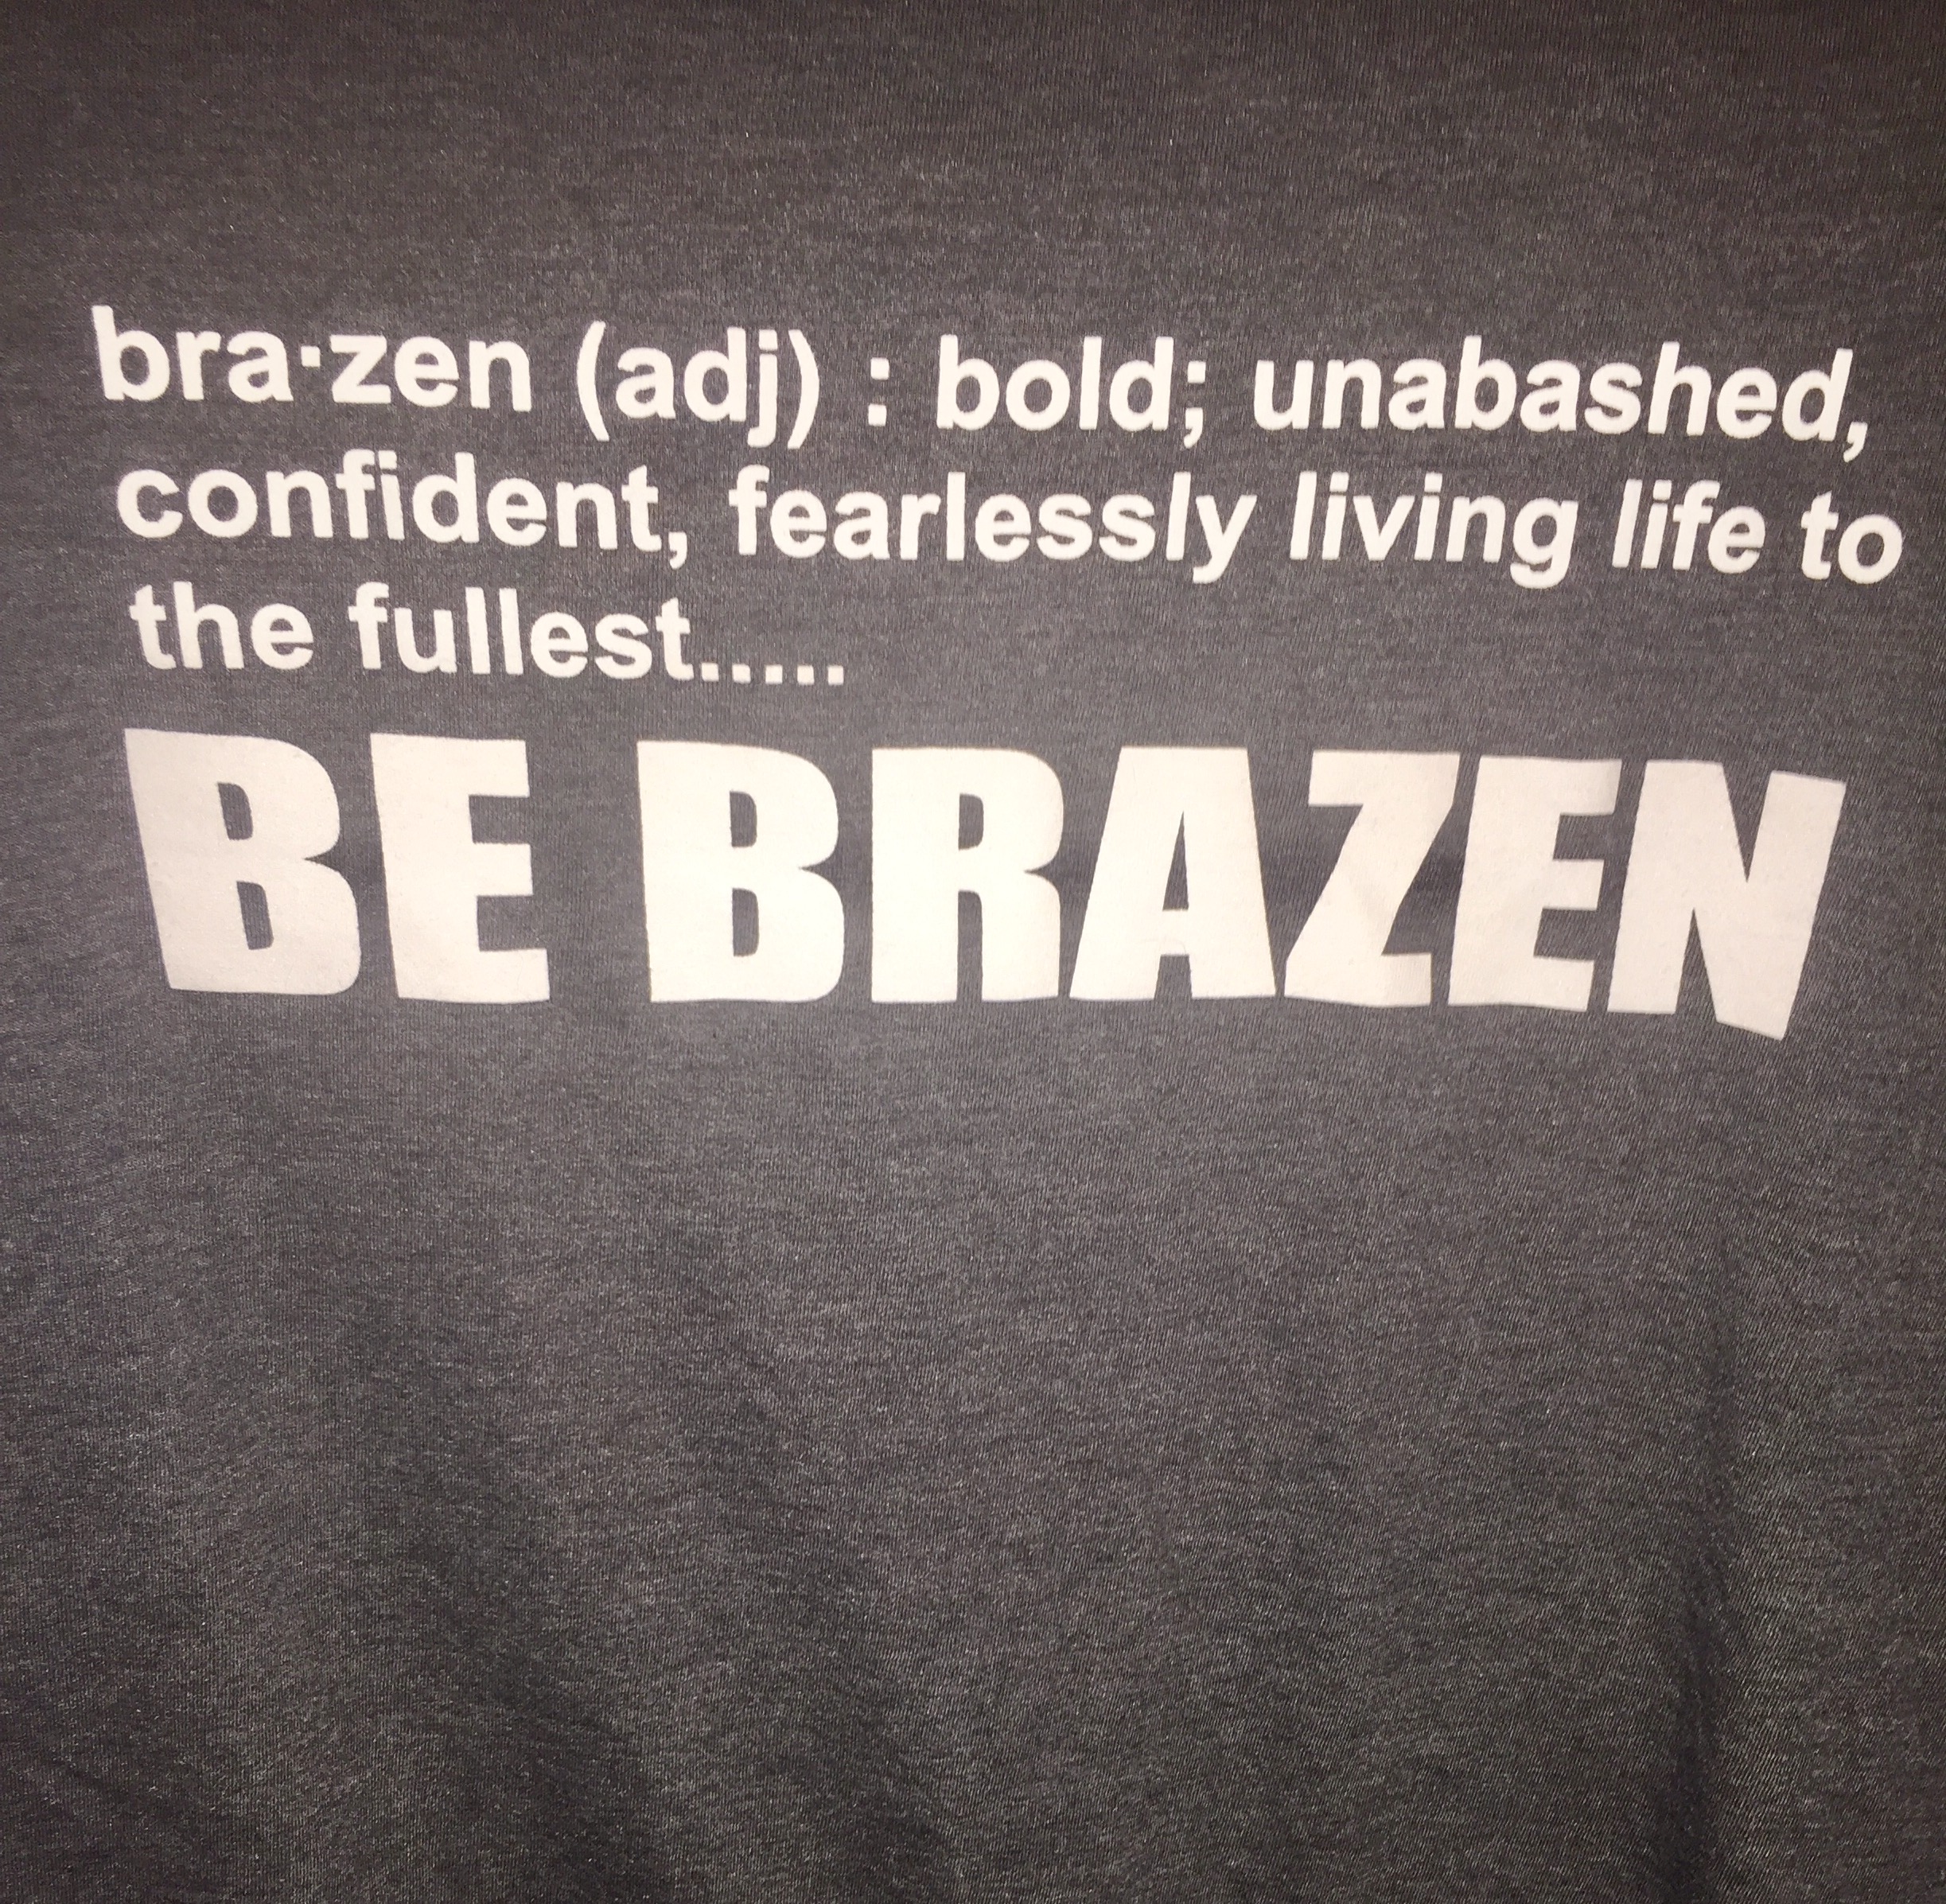 bra·zen (adj) : bold; unabashed,
confident, fearlessly living life to
the fullest.....
BE BRAZEN